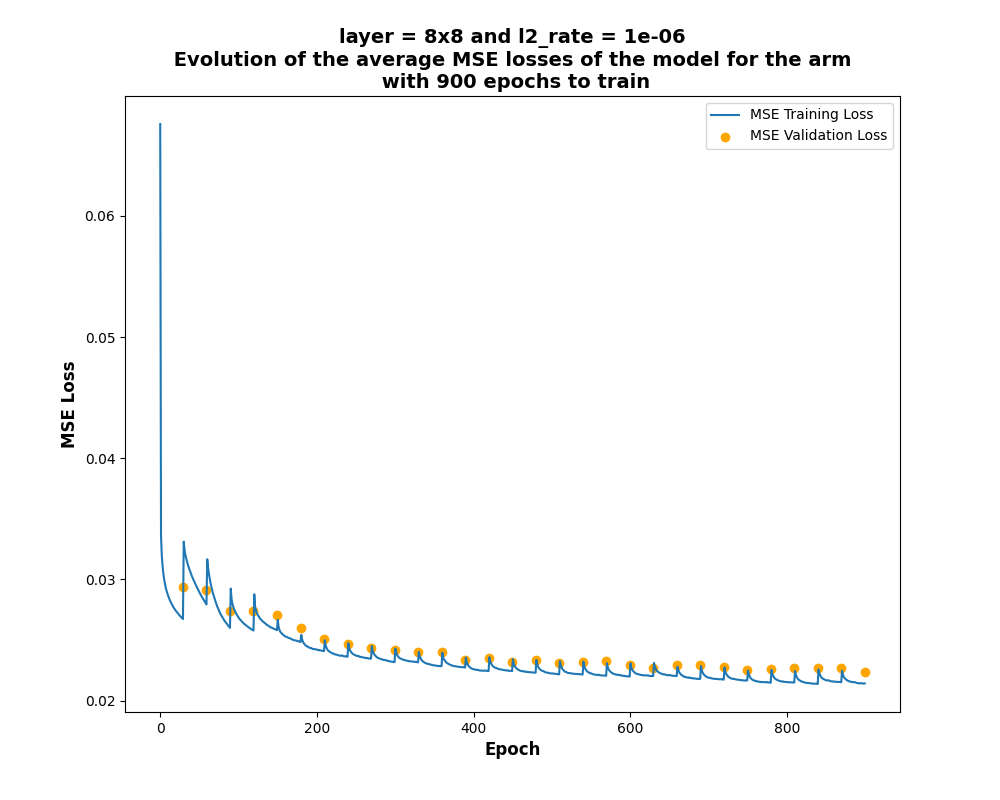 layer = 8x8 and l2_rate = 1e-06
Evolution of the average MSE losses of the model for the arm
with 900 epochs to train
MSE Training Loss
MSE Validation Loss
0.06
0.05
0.04
0.03
0.02
MSE Loss
0 200 400 600 800
Epoch